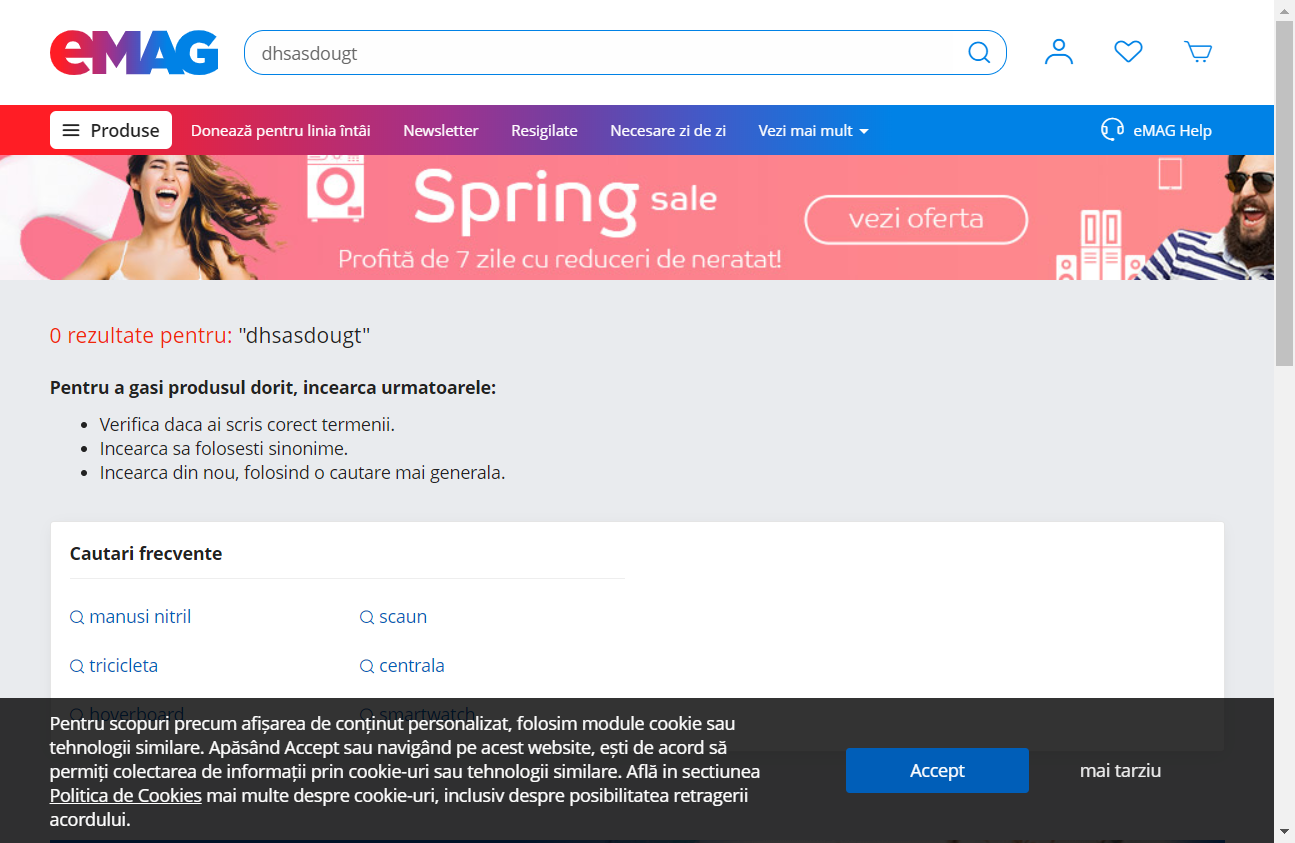 eMAG
dhsasdougt
Produse
Donează pentru linia întâi
Newsletter
Resigilate
Necesare zi de zi
Vezi mai mult
eMAG Help
Spring sale
vezi oferta
Profită de 7 zile cu reduceri de neratat!
0 rezultate pentru: "dhsasdougt"
Pentru a gasi produsul dorit, incearca urmatoarele:
Verifica daca ai scris corect termenii.
Incearca sa folosesti sinonime.
Incearca din nou, folosind o cautare mai generala.
Cautari frecvente
manusi nitril
scaun
tricicleta
centrala
hoverboard
smartwatch
Pentru scopuri precum afișarea de conținut personalizat, folosim module cookie sau
tehnologii similare. Apăsând Accept sau navigând pe acest website, ești de acord să
permiți colectarea de informații prin cookie-uri sau tehnologii similare. Află in sectiunea
Politica de Cookies mai multe despre cookie-uri, inclusiv despre posibilitatea retragerii
acordului.
Accept
mai tarziu